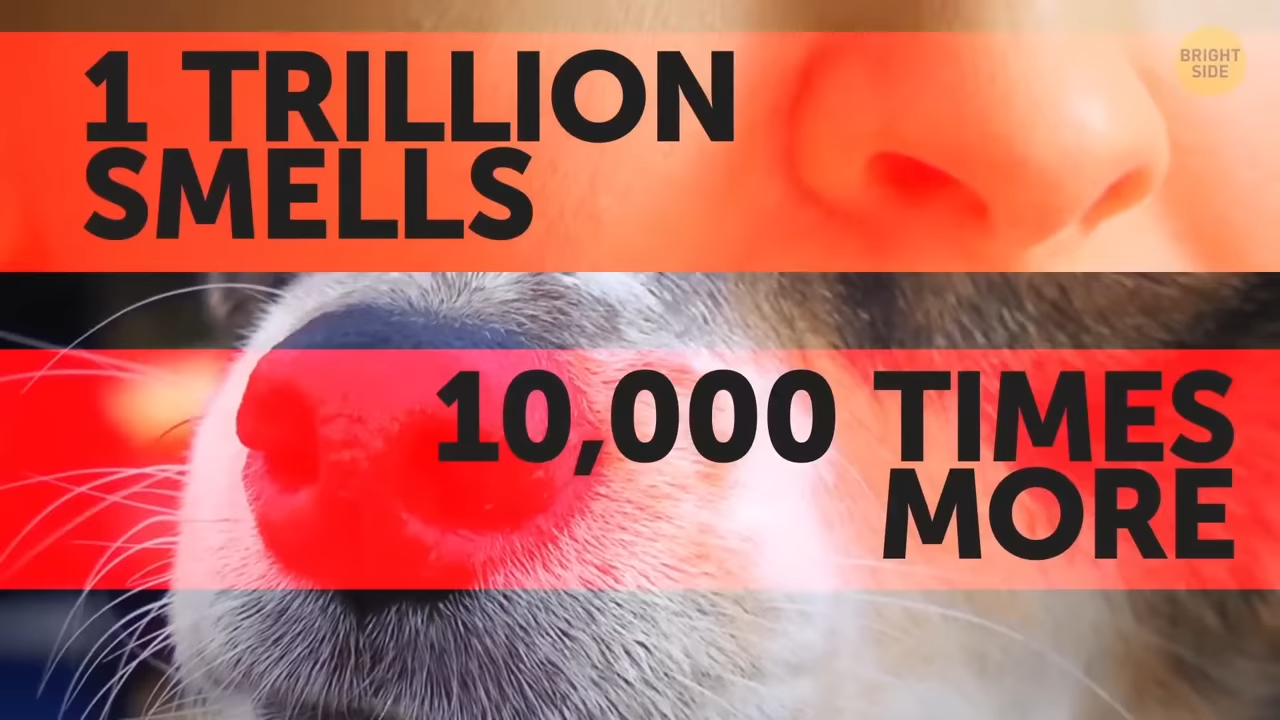 1 TRILLION
SMELLS
BRIGHT
SIDE
10,000 TIMES
MORE